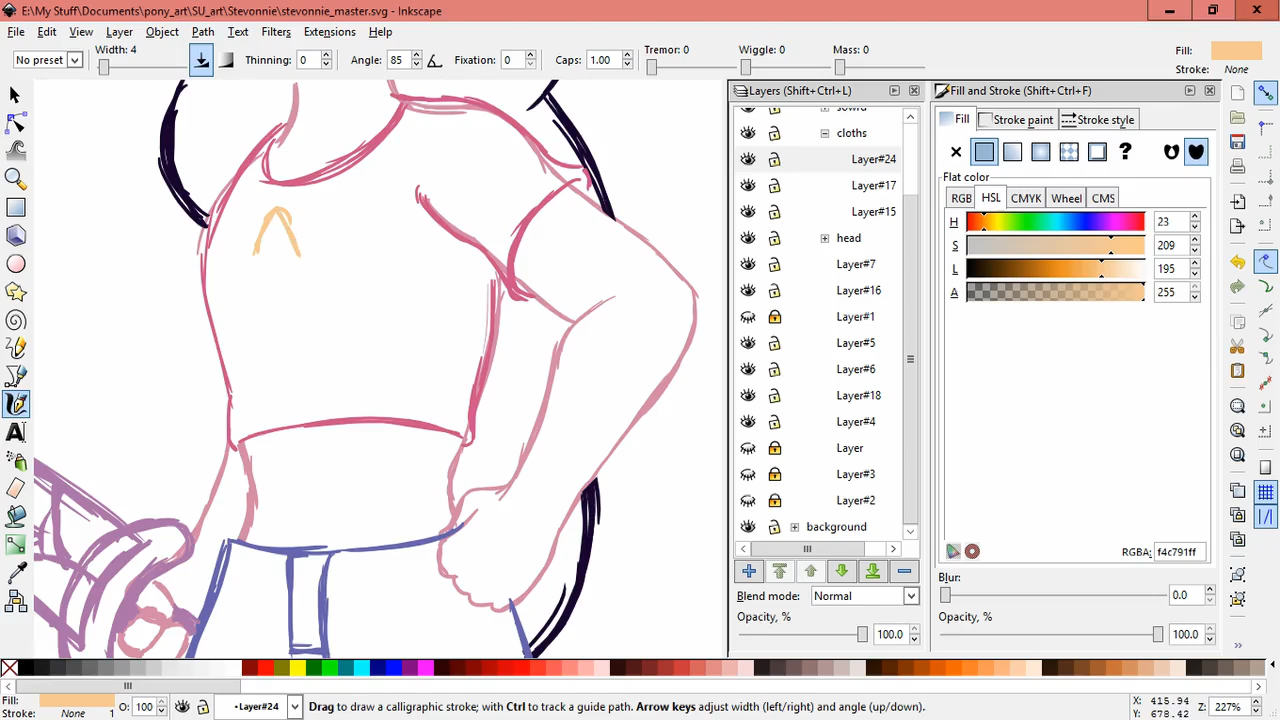 E:\My Stuff\Documents\pony_art\SU_art\Stevonnie\stevonnie_master.svg - Inkscape
File Edit View Layer Object Path Text Filters Extensions Help
No preset Width: 4 Thinning: 0 Angle: 85 Fixation: 0 Caps: 1.00 Tremor: 0 Wiggle: 0 Mass: 0 Fill:
Stroke: None
Layers (Shift+Ctrl+L) Fill and Stroke (Shift+Ctrl+F)
Fill Stroke paint Stroke style
cloths
Layer#24
Layer#17
Layer#15
head
Layer#7
Layer#16
Layer#1
Layer#5
Layer#6
Layer#18
Layer#4
Layer
Layer#3
Layer#2
background
Blend mode: Normal
Opacity, % 100.0
?
Flat color
RGB HSL CMYK Wheel CMS
H 23
S 209
L 195
A 255
RGBA: f4c791ff
Blur:
0.0
Opacity, %
100.0
Fill:
Stroke: None 1 O: 100 •Layer#24 Drag to draw a calligraphic stroke; with Ctrl to track a guide path. Arrow keys adjust width (left/right) and angle (up/down). X: 415.94
Y: 678.42 Z: 227%